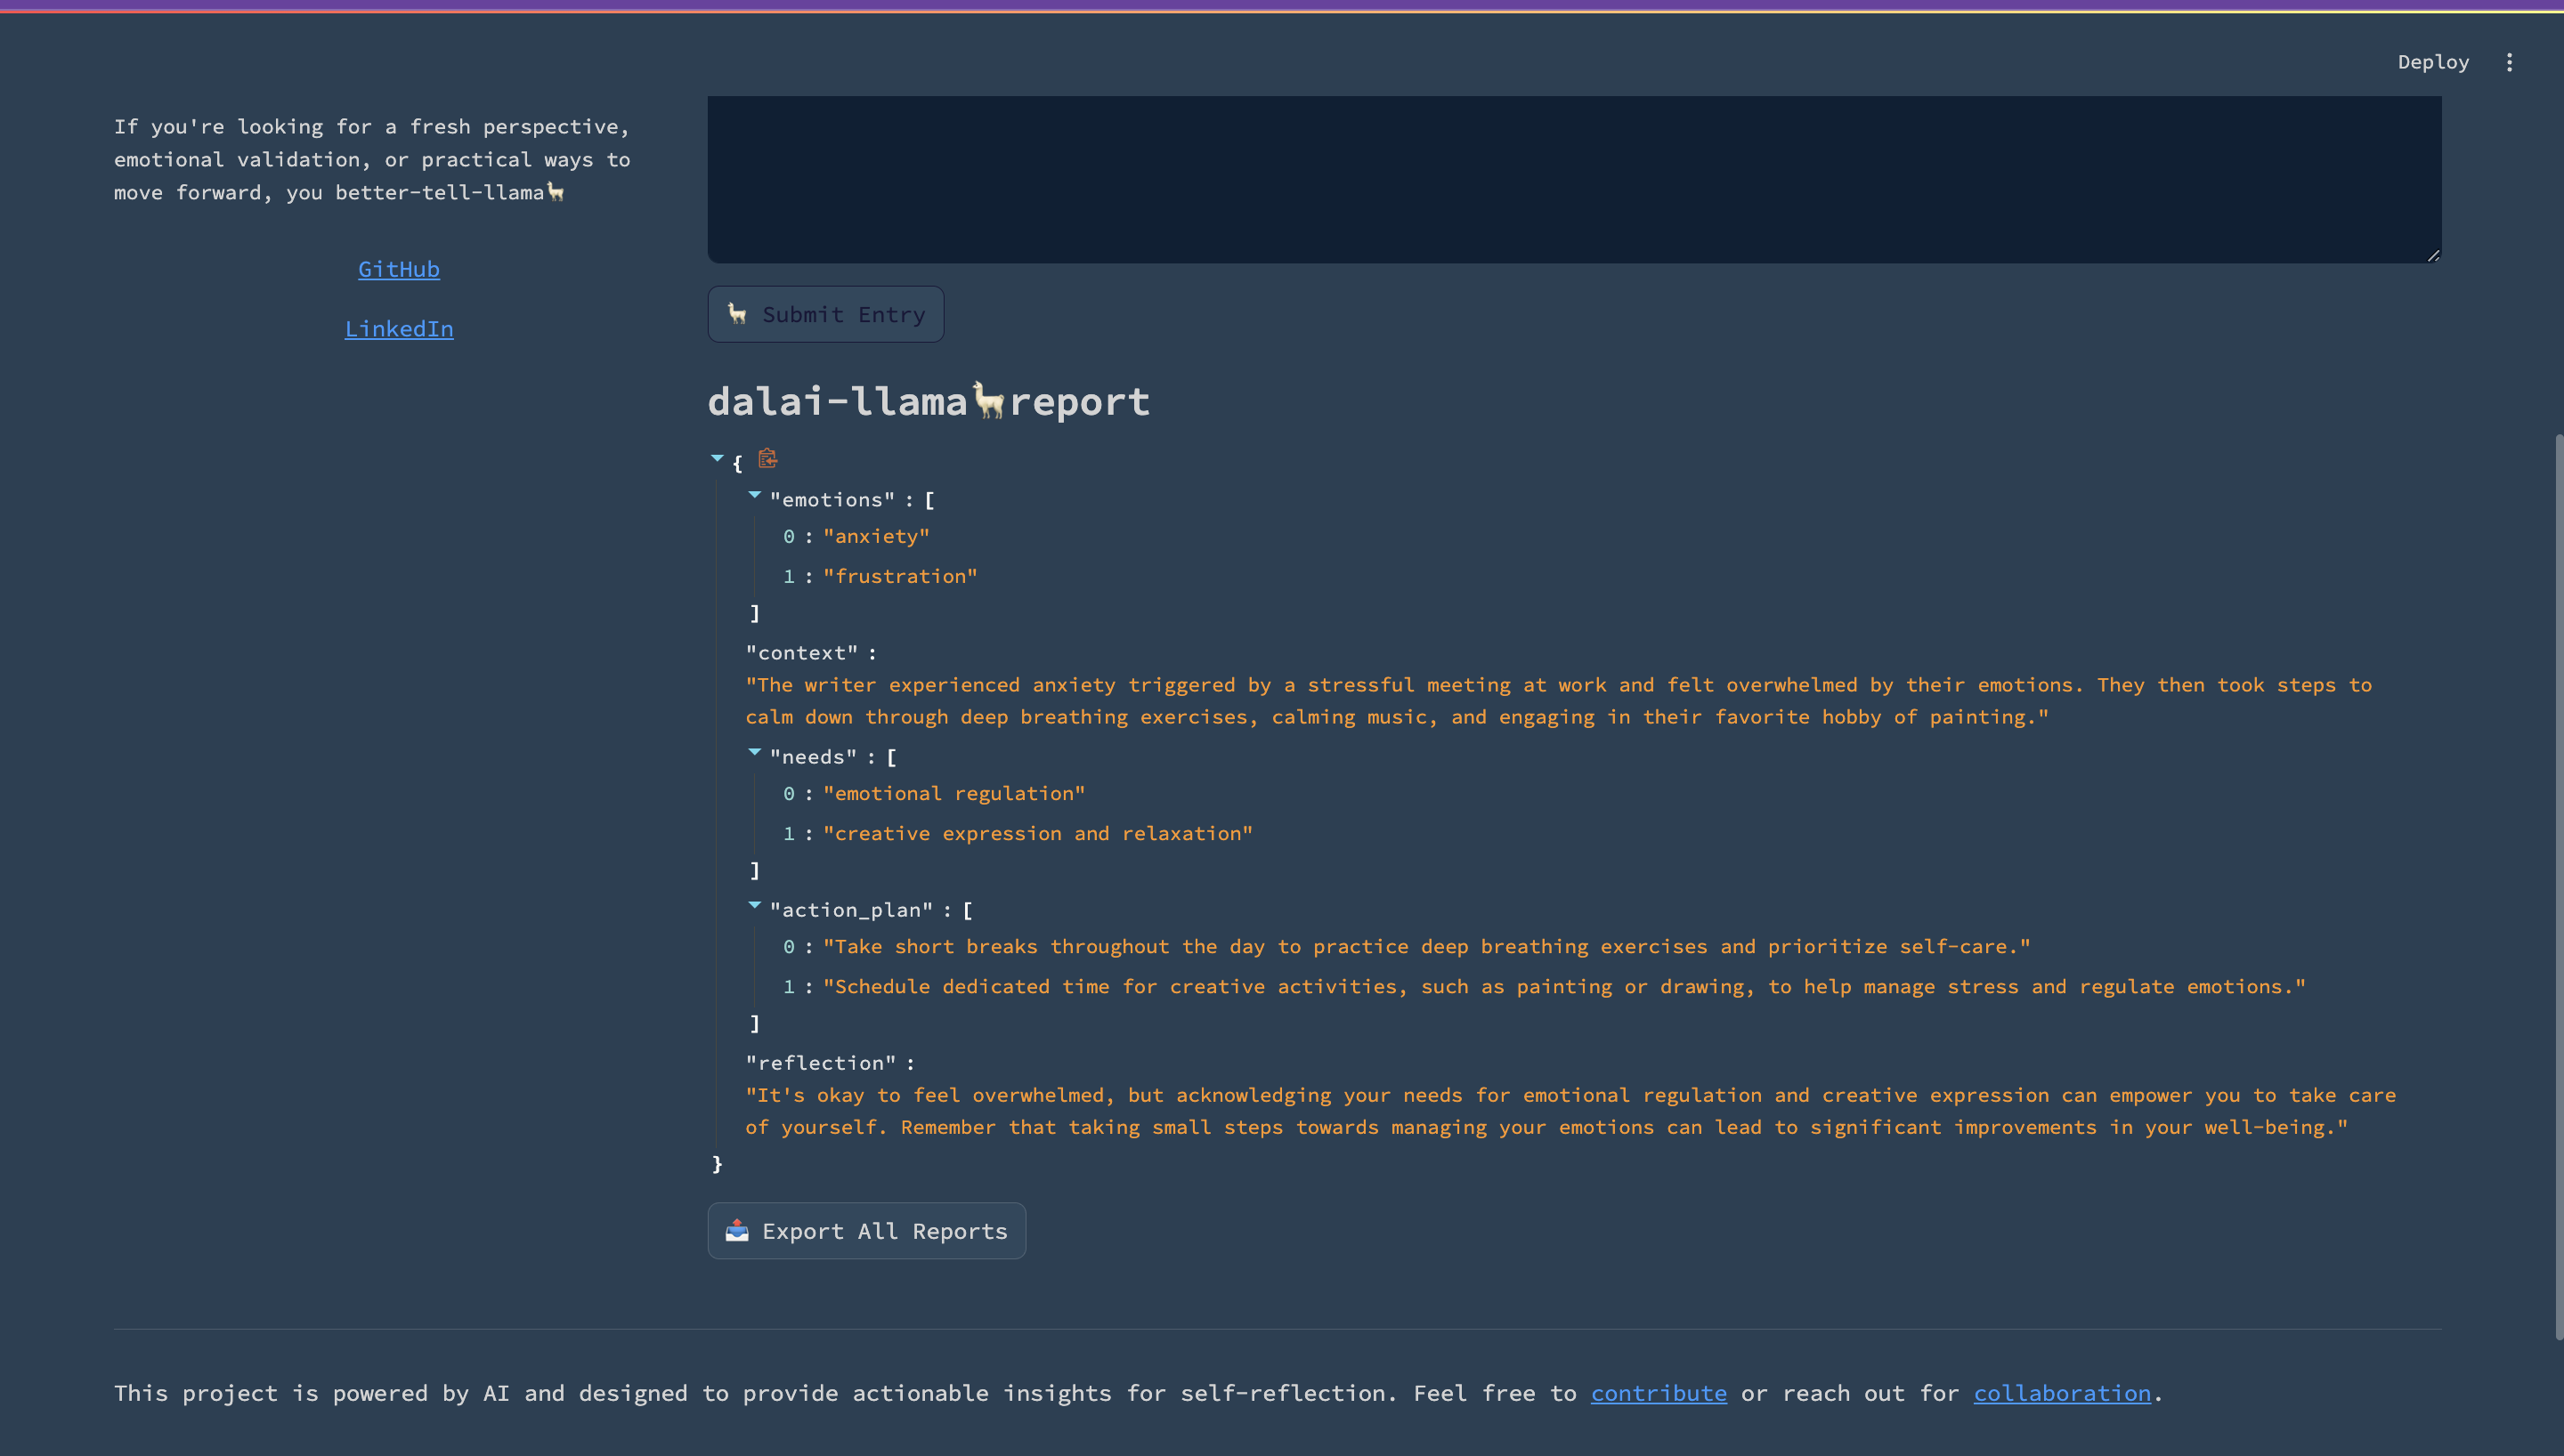 Deploy
If you're looking for a fresh perspective,
emotional validation, or practical ways to
move forward, you better-tell-llama🦙
GitHub
LinkedIn
🦙 Submit Entry
dalai-llama🦙report
{
"emotions" : [
0 : "anxiety"
1 : "frustration"
]
"context" :
"The writer experienced anxiety triggered by a stressful meeting at work and felt overwhelmed by their emotions. They then took steps to
calm down through deep breathing exercises, calming music, and engaging in their favorite hobby of painting."
"needs" : [
0 : "emotional regulation"
1 : "creative expression and relaxation"
]
"action_plan" : [
0 : "Take short breaks throughout the day to practice deep breathing exercises and prioritize self-care."
1 : "Schedule dedicated time for creative activities, such as painting or drawing, to help manage stress and regulate emotions."
]
"reflection" :
"It's okay to feel overwhelmed, but acknowledging your needs for emotional regulation and creative expression can empower you to take care
of yourself. Remember that taking small steps towards managing your emotions can lead to significant improvements in your well-being."
}
📤 Export All Reports
This project is powered by AI and designed to provide actionable insights for self-reflection. Feel free to contribute or reach out for collaboration.